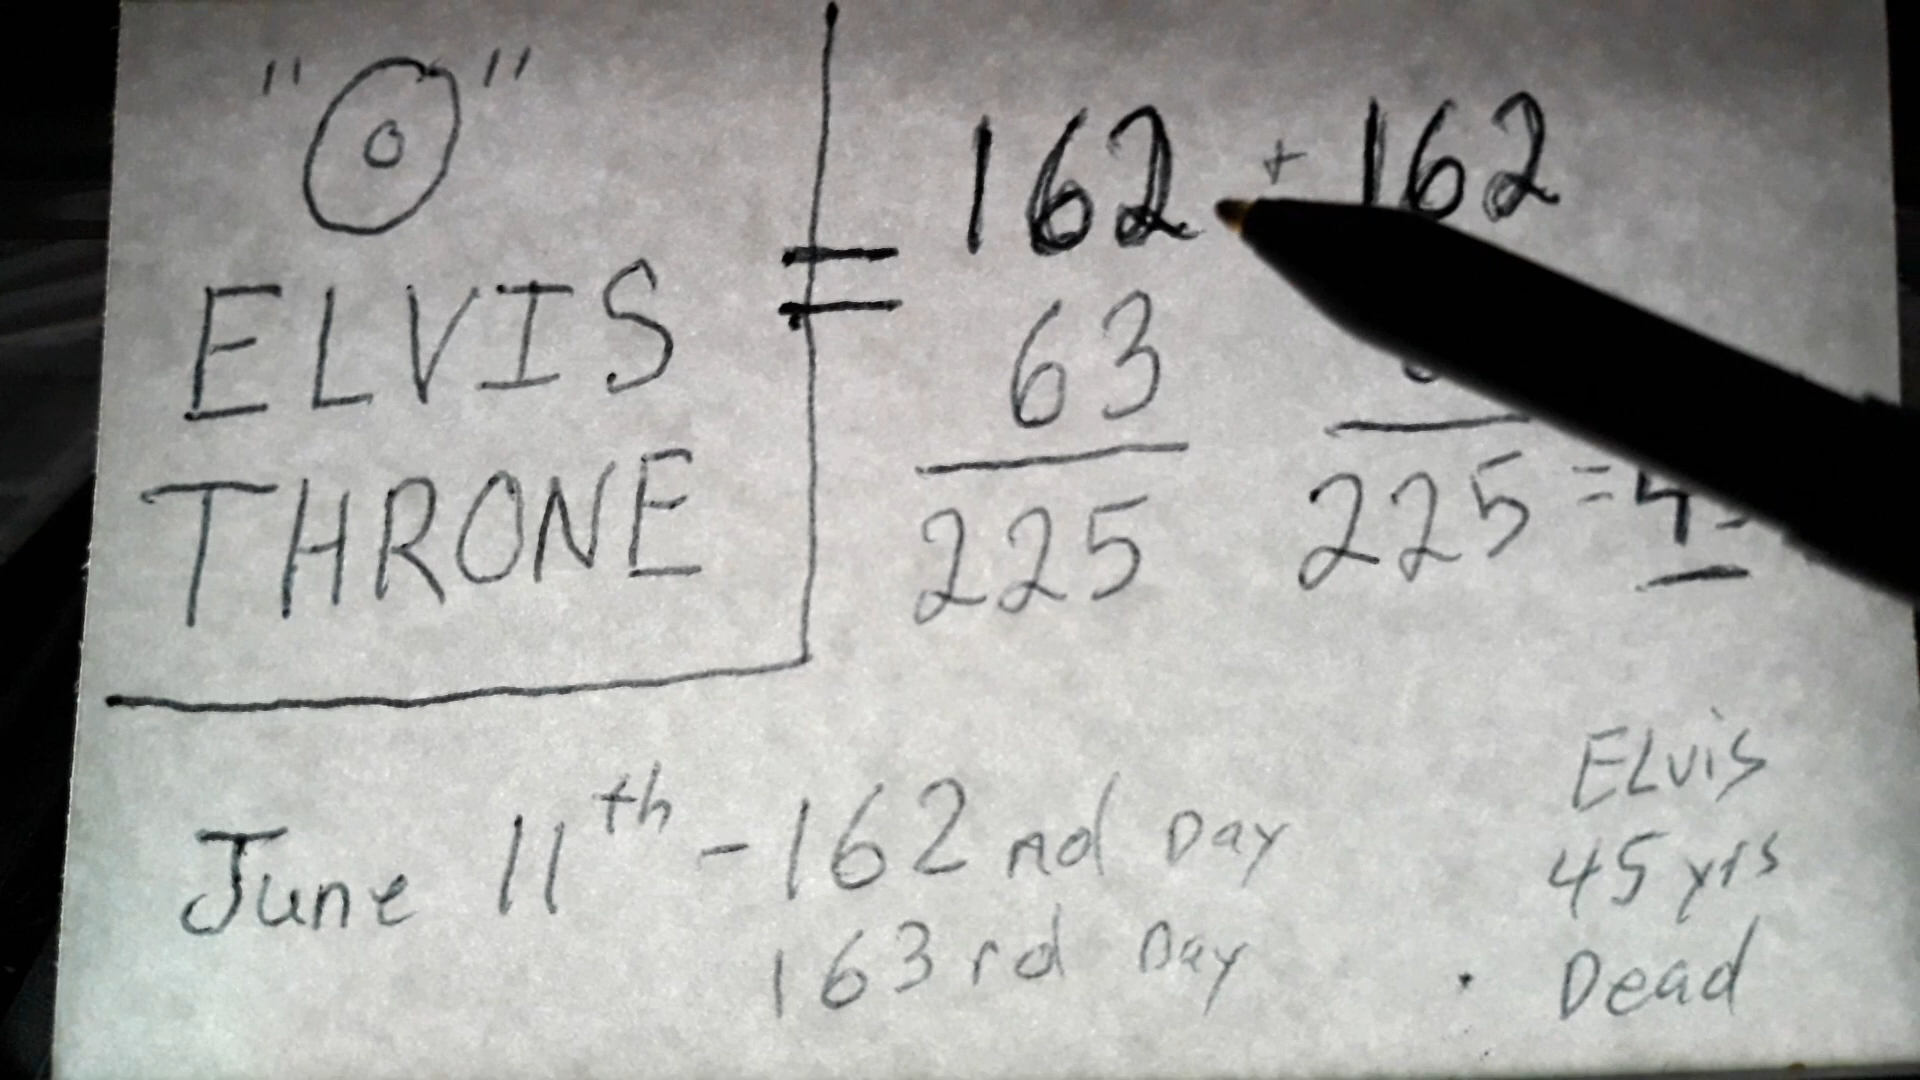 "O"
ELVIS
THRONE
=
162 + 162
63
225 225 =
June 11th - 162nd Day
163rd Day
ELvis
45 yrs
Dead